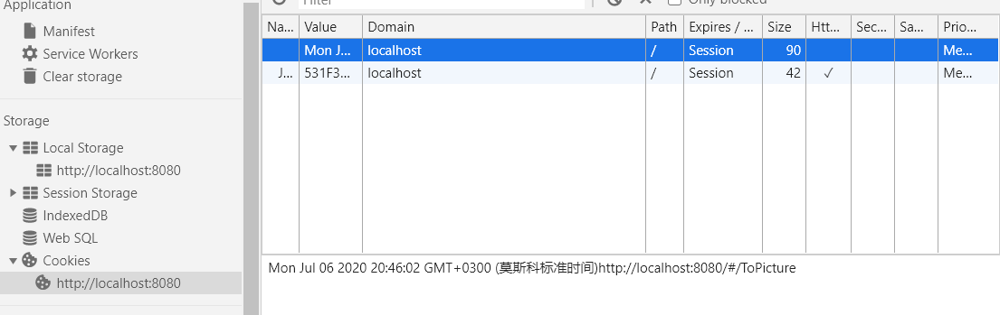 Application
Manifest
Service Workers
Clear storage
Storage
Local Storage
http://localhost:8080
Session Storage
IndexedDB
Web SQL
Cookies
http://localhost:8080
Filter
Only blocked
Na... Value Domain Path Expires / ... Size Htt... Sec... Sa... Prio...
Mon J... localhost / Session 90 Me...
J... 531F3... localhost / Session 42 ✓ Me...
Mon Jul 06 2020 20:46:02 GMT+0300 (莫斯科标准时间)http://localhost:8080/#/ToPicture